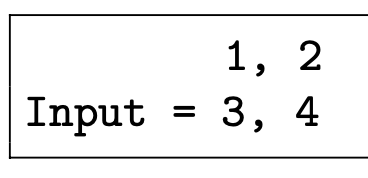 1, 2
Input = 3, 4